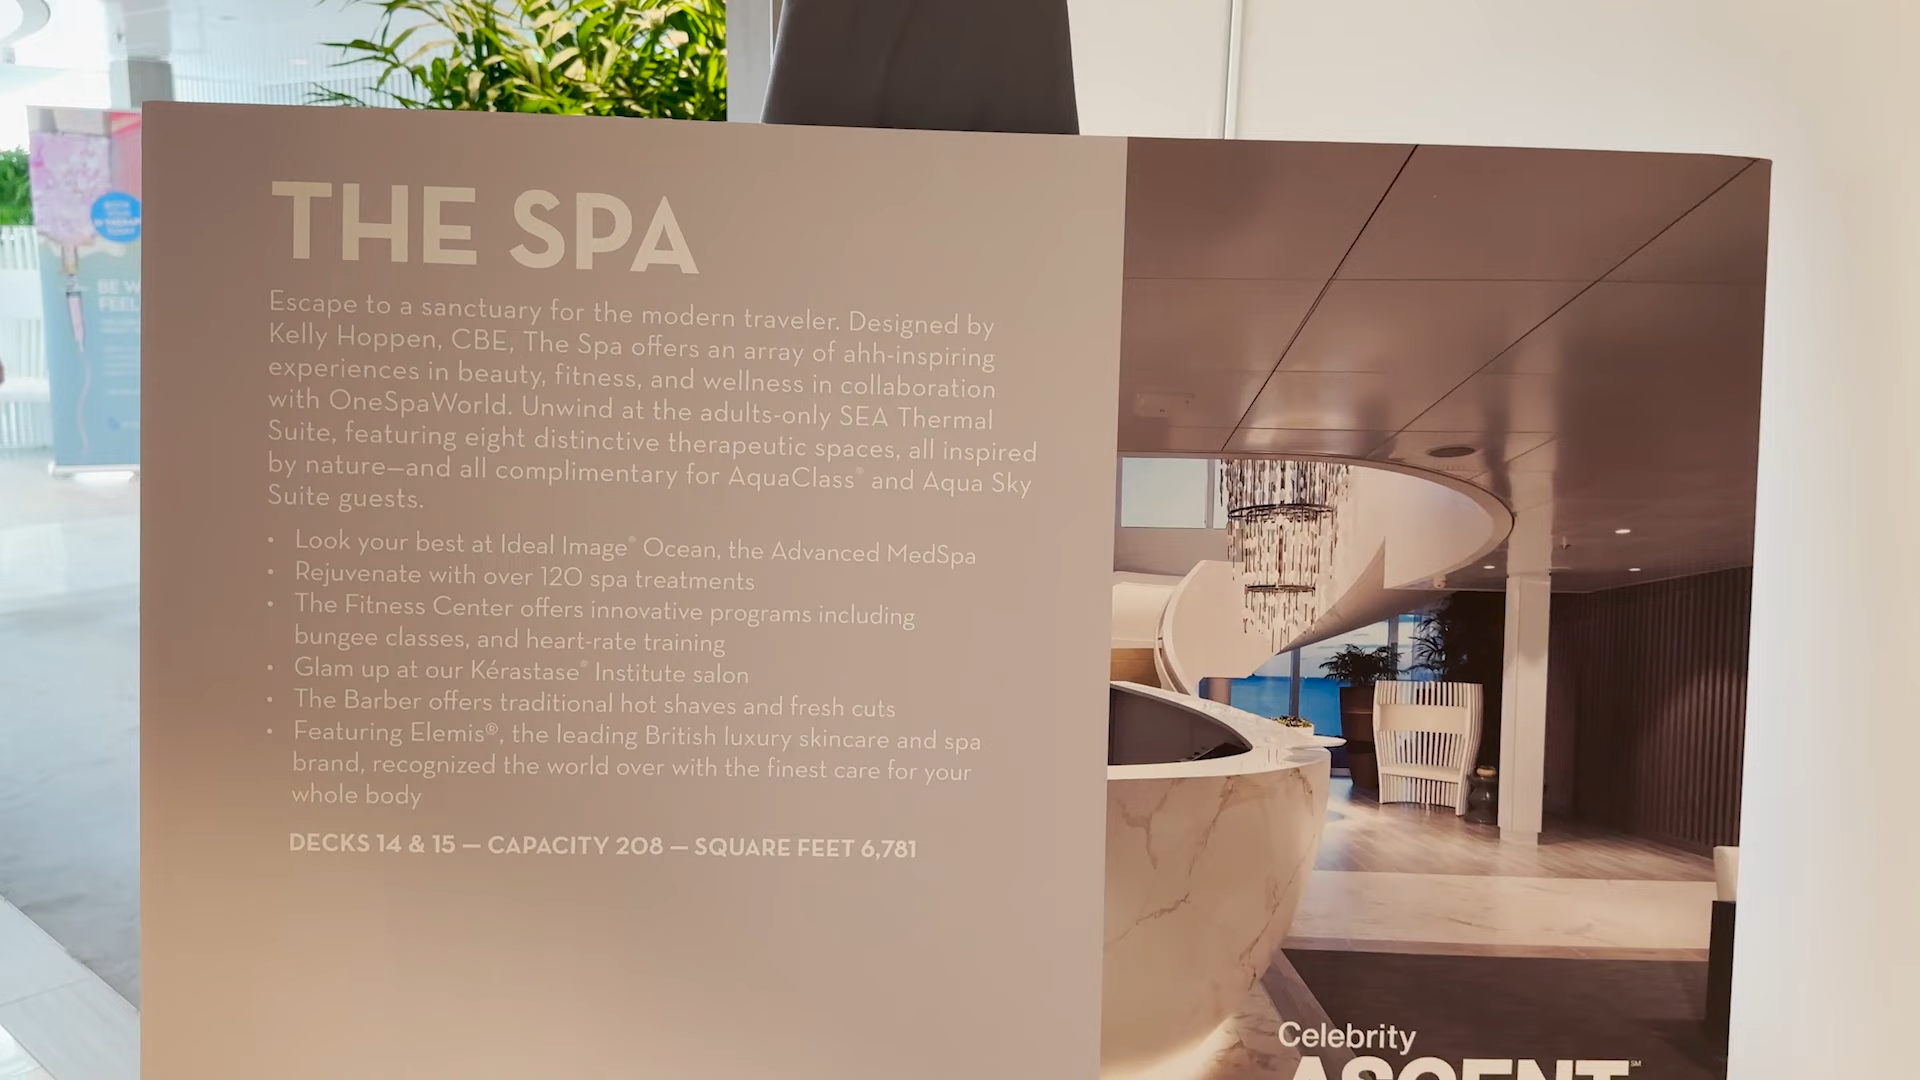 THE SPA
Escape to a sanctuary for the modern traveler. Designed by
Kelly Hoppen, CBE, The Spa offers an array of ahh-inspiring
experiences in beauty, fitness, and wellness in collaboration
with OneSpaWorld. Unwind at the adults-only SEA Thermal
Suite, featuring eight distinctive therapeutic spaces, all inspired
by nature—and all complimentary for AquaClass® and Aqua Sky
Suite guests.
• Look your best at Ideal Image® Ocean, the Advanced MedSpa
• Rejuvenate with over 120 spa treatments
• The Fitness Center offers innovative programs including
bungee classes, and heart-rate training
• Glam up at our Kérastase® Institute salon
• The Barber offers traditional hot shaves and fresh cuts
• Featuring Elemis®, the leading British luxury skincare and spa
brand, recognized the world over with the finest care for your
whole body
DECKS 14 & 15 — CAPACITY 208 — SQUARE FEET 6,781
Celebrity
ASCENT℠